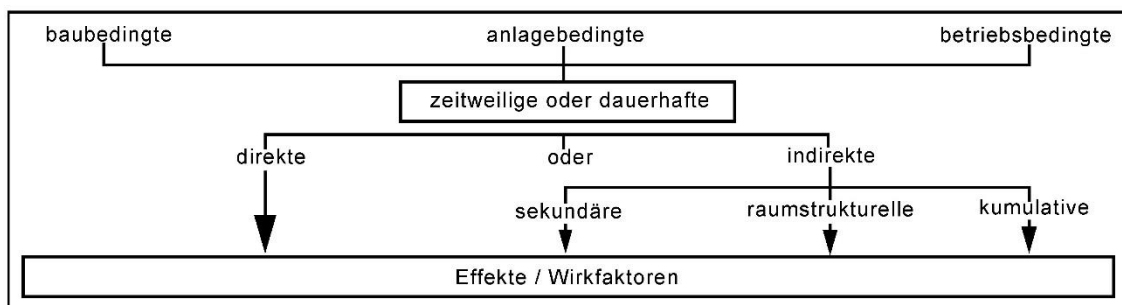 baubedingte anlagebedingte betriebsbedingte
zeitweilige oder dauerhafte
direkte oder indirekte
sekundäre raumstrukturelle kumulative
Effekte / Wirkfaktoren